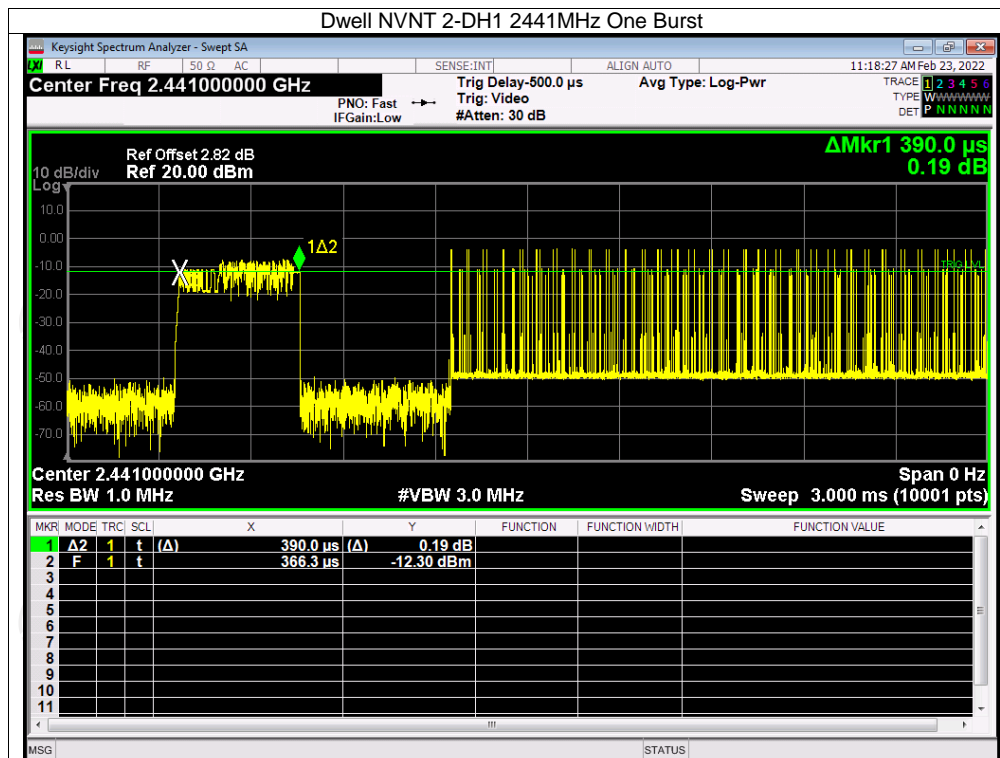 Dwell NVNT 2-DH1 2441MHz One Burst
Keysight Spectrum Analyzer - Swept SA
LXI RL RF 50 Ω AC SENSE:INT ALIGN AUTO 11:18:27 AM Feb 23, 2022
Center Freq 2.441000000 GHz
PNO: Fast
IFGain:Low
Trig Delay-500.0 µs
Trig: Video
#Atten: 30 dB
Avg Type: Log-Pwr
TRACE 1 2 3 4 5 6
TYPE WWWWWW
DET P N N N N N
ΔMkr1 390.0 µs
0.19 dB
Ref Offset 2.82 dB
10 dB/div Ref 20.00 dBm
Log
10.0
0.00
-10.0
-20.0
-30.0
-40.0
-50.0
-60.0
-70.0
1Δ2
TRIG LVL
Center 2.441000000 GHz Span 0 Hz
Res BW 1.0 MHz #VBW 3.0 MHz Sweep 3.000 ms (10001 pts)
MKR MODE TRC SCL X Y FUNCTION FUNCTION WIDTH FUNCTION VALUE
1 Δ2 1 t (Δ) 390.0 µs (Δ) 0.19 dB
2 F 1 t 366.3 µs -12.30 dBm
3
4
5
6
7
8
9
10
11
MSG STATUS